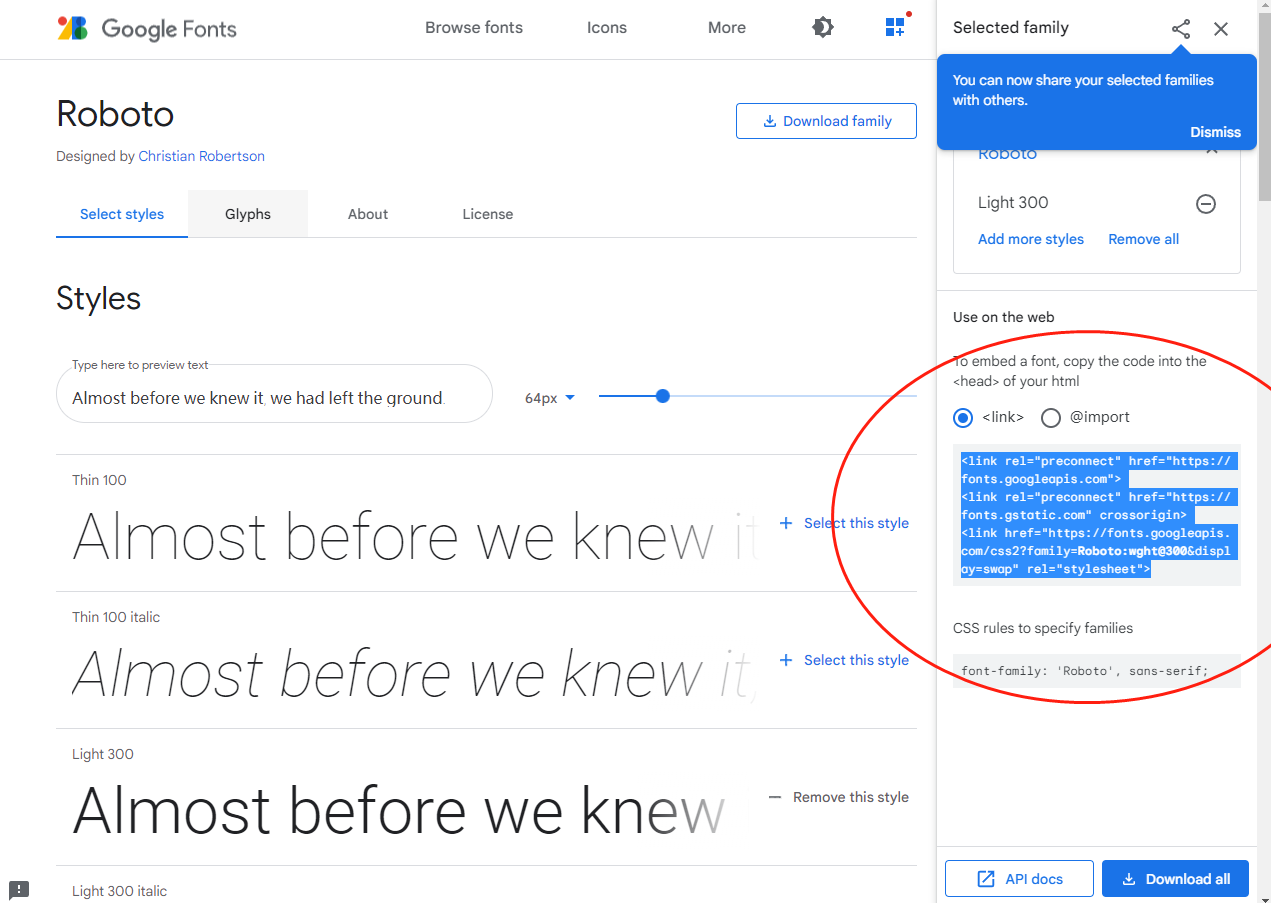 Google Fonts
Browse fonts
Icons
More
Roboto
Designed by Christian Robertson
Download family
Select styles
Glyphs
About
License
Styles
Type here to preview text
Almost before we knew it, we had left the ground.
64px
Thin 100
Almost before we knew it
Select this style
Thin 100 italic
Almost before we knew it,
Select this style
Light 300
Almost before we knew
Remove this style
Light 300 italic
Selected family
You can now share your selected families
with others.
Dismiss
Roboto
Light 300
Add more styles
Remove all
Use on the web
To embed a font, copy the code into the
<head> of your html
<link>
@import
<link rel="preconnect" href="https://
fonts.googleapis.com">
<link rel="preconnect" href="https://
fonts.gstatic.com" crossorigin>
<link href="https://fonts.googleapis.
com/css2?family=Roboto:wght@300&displ
ay=swap" rel="stylesheet">
CSS rules to specify families
font-family: 'Roboto', sans-serif;
API docs
Download all